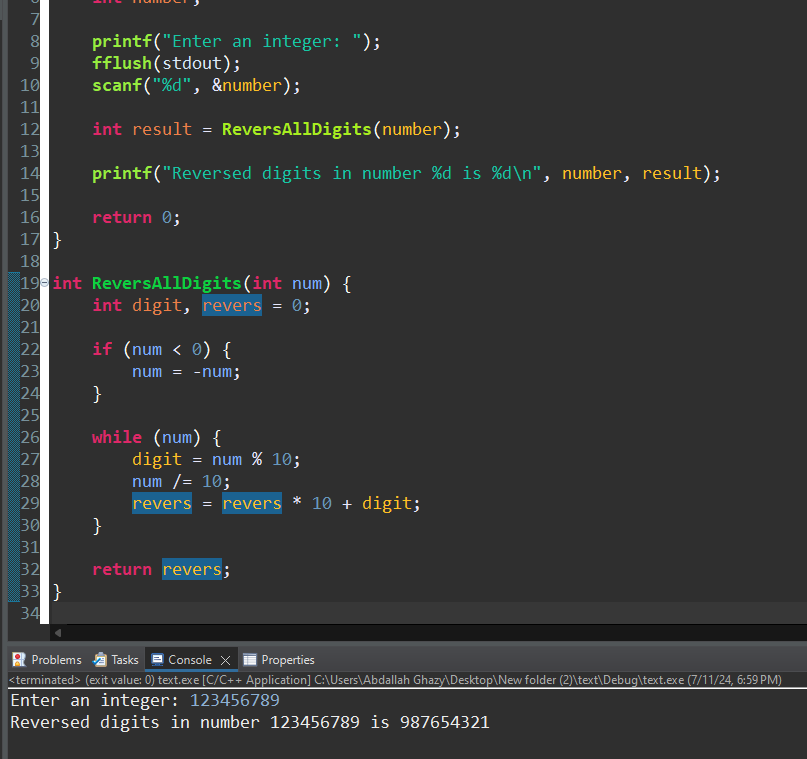 6 int number;
7
8 printf("Enter an integer: ");
9 fflush(stdout);
10 scanf("%d", &number);
11
12 int result = ReversAllDigits(number);
13
14 printf("Reversed digits in number %d is %d\n", number, result);
15
16 return 0;
17 }
18
19 int ReversAllDigits(int num) {
20 int digit, revers = 0;
21
22 if (num < 0) {
23 num = -num;
24 }
25
26 while (num) {
27 digit = num % 10;
28 num /= 10;
29 revers = revers * 10 + digit;
30 }
31
32 return revers;
33 }
34
Problems Tasks Console Properties
<terminated> (exit value: 0) text.exe [C/C++ Application] C:\Users\Abdallah Ghazy\Desktop\New folder (2)\text\Debug\text.exe (7/11/24, 6:59 PM)
Enter an integer: 123456789
Reversed digits in number 123456789 is 987654321